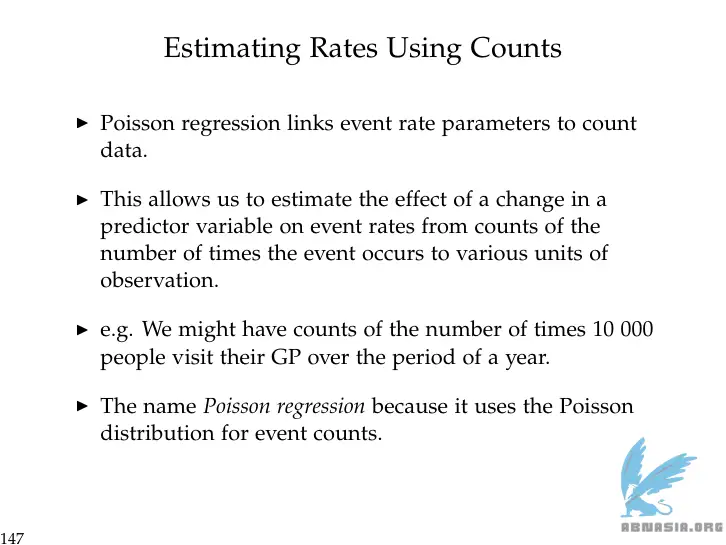 Estimating Rates Using Counts
▶ Poisson regression links event rate parameters to count
data.
▶ This allows us to estimate the effect of a change in a
predictor variable on event rates from counts of the
number of times the event occurs to various units of
observation.
▶ e.g. We might have counts of the number of times 10 000
people visit their GP over the period of a year.
▶ The name Poisson regression because it uses the Poisson
distribution for event counts.
ABMASIA.ORG
147